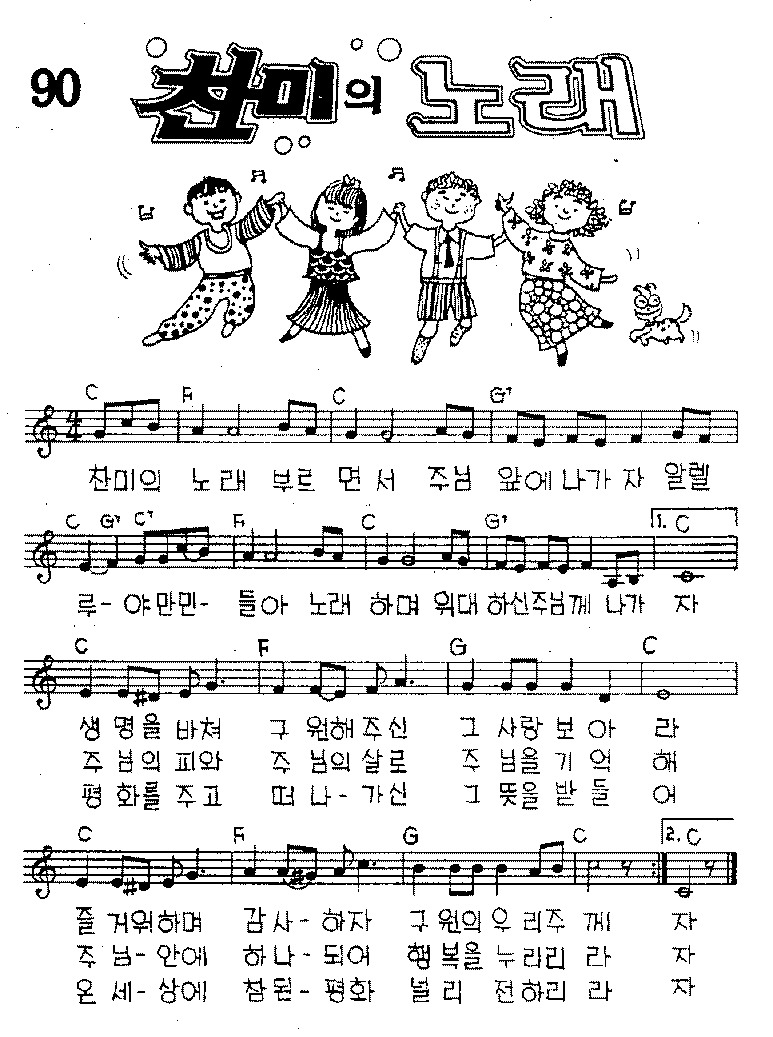 90 찬미의 노래
C F C G7
찬미의 노래 부르면서 주님 앞에 나가자 알렐
C G7 C7 F C G7 1. C
루-야만민- 들아 노래 하며 위대 하신주님께 나가 자
C F G C
생명을 바쳐 구원해주신 그 사랑 보아라
주님의 피와 주님의 살로 주님을 기억해
평화를 주고 떠나-가신 그 뜻을 받들어
C F G C 2. C
즐거워하며 감사-하자 구원의 우리주께 자
주님-안에 하나-되어 행복을 누리리라 자
온세-상에 참된-평화 널리 전하리라 자